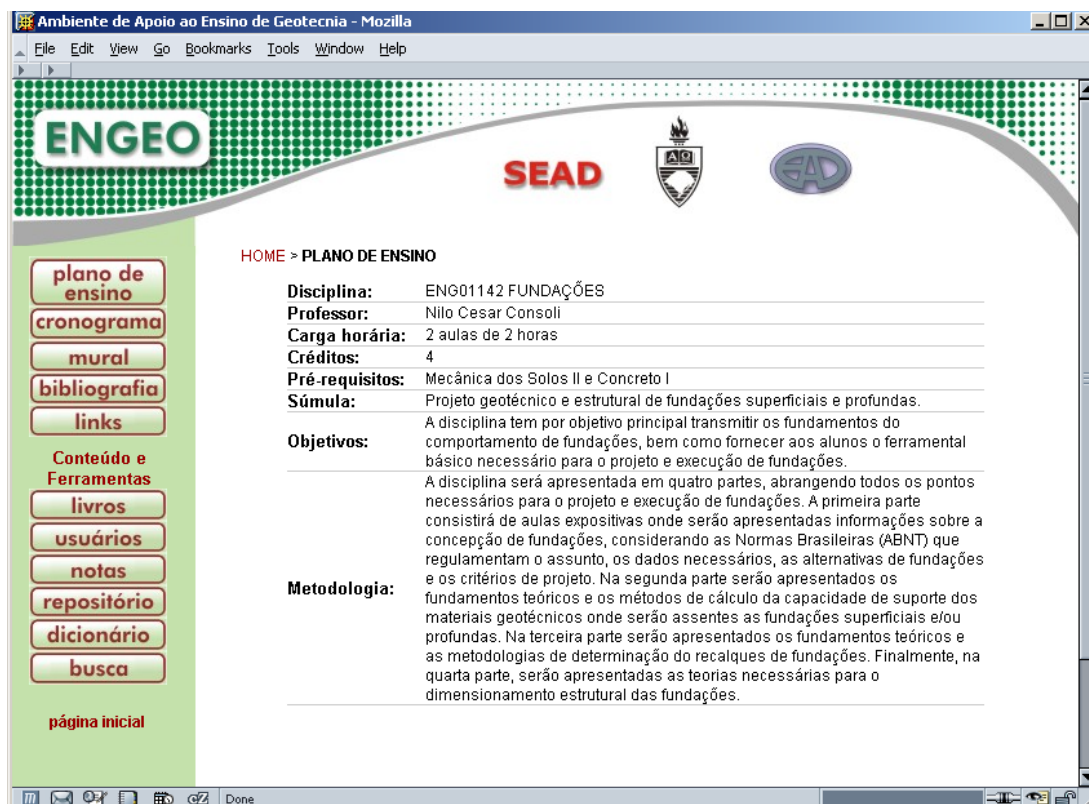 Ambiente de Apoio ao Ensino de Geotecnia - Mozilla
File Edit View Go Bookmarks Tools Window Help
ENGEO
SEAD
ΑΩ
EAD
plano de
ensino
cronograma
mural
bibliografia
links
Conteúdo e
Ferramentas
livros
usuários
notas
repositório
dicionário
busca
página inicial
HOME > PLANO DE ENSINO
Disciplina: ENG01142 FUNDAÇÕES
Professor: Nilo Cesar Consoli
Carga horária: 2 aulas de 2 horas
Créditos: 4
Pré-requisitos: Mecânica dos Solos II e Concreto I
Súmula: Projeto geotécnico e estrutural de fundações superficiais e profundas.
Objetivos:
A disciplina tem por objetivo principal transmitir os fundamentos do
comportamento de fundações, bem como fornecer aos alunos o ferramental
básico necessário para o projeto e execução de fundações.
Metodologia:
A disciplina será apresentada em quatro partes, abrangendo todos os pontos
necessários para o projeto e execução de fundações. A primeira parte
consistirá de aulas expositivas onde serão apresentadas informações sobre a
concepção de fundações, considerando as Normas Brasileiras (ABNT) que
regulamentam o assunto, os dados necessários, as alternativas de fundações
e os critérios de projeto. Na segunda parte serão apresentados os
fundamentos teóricos e os métodos de cálculo da capacidade de suporte dos
materiais geotécnicos onde serão assentes as fundações superficiais e/ou
profundas. Na terceira parte serão apresentados os fundamentos teóricos e
as metodologias de determinação do recalques de fundações. Finalmente, na
quarta parte, serão apresentadas as teorias necessárias para o
dimensionamento estrutural das fundações.
Done